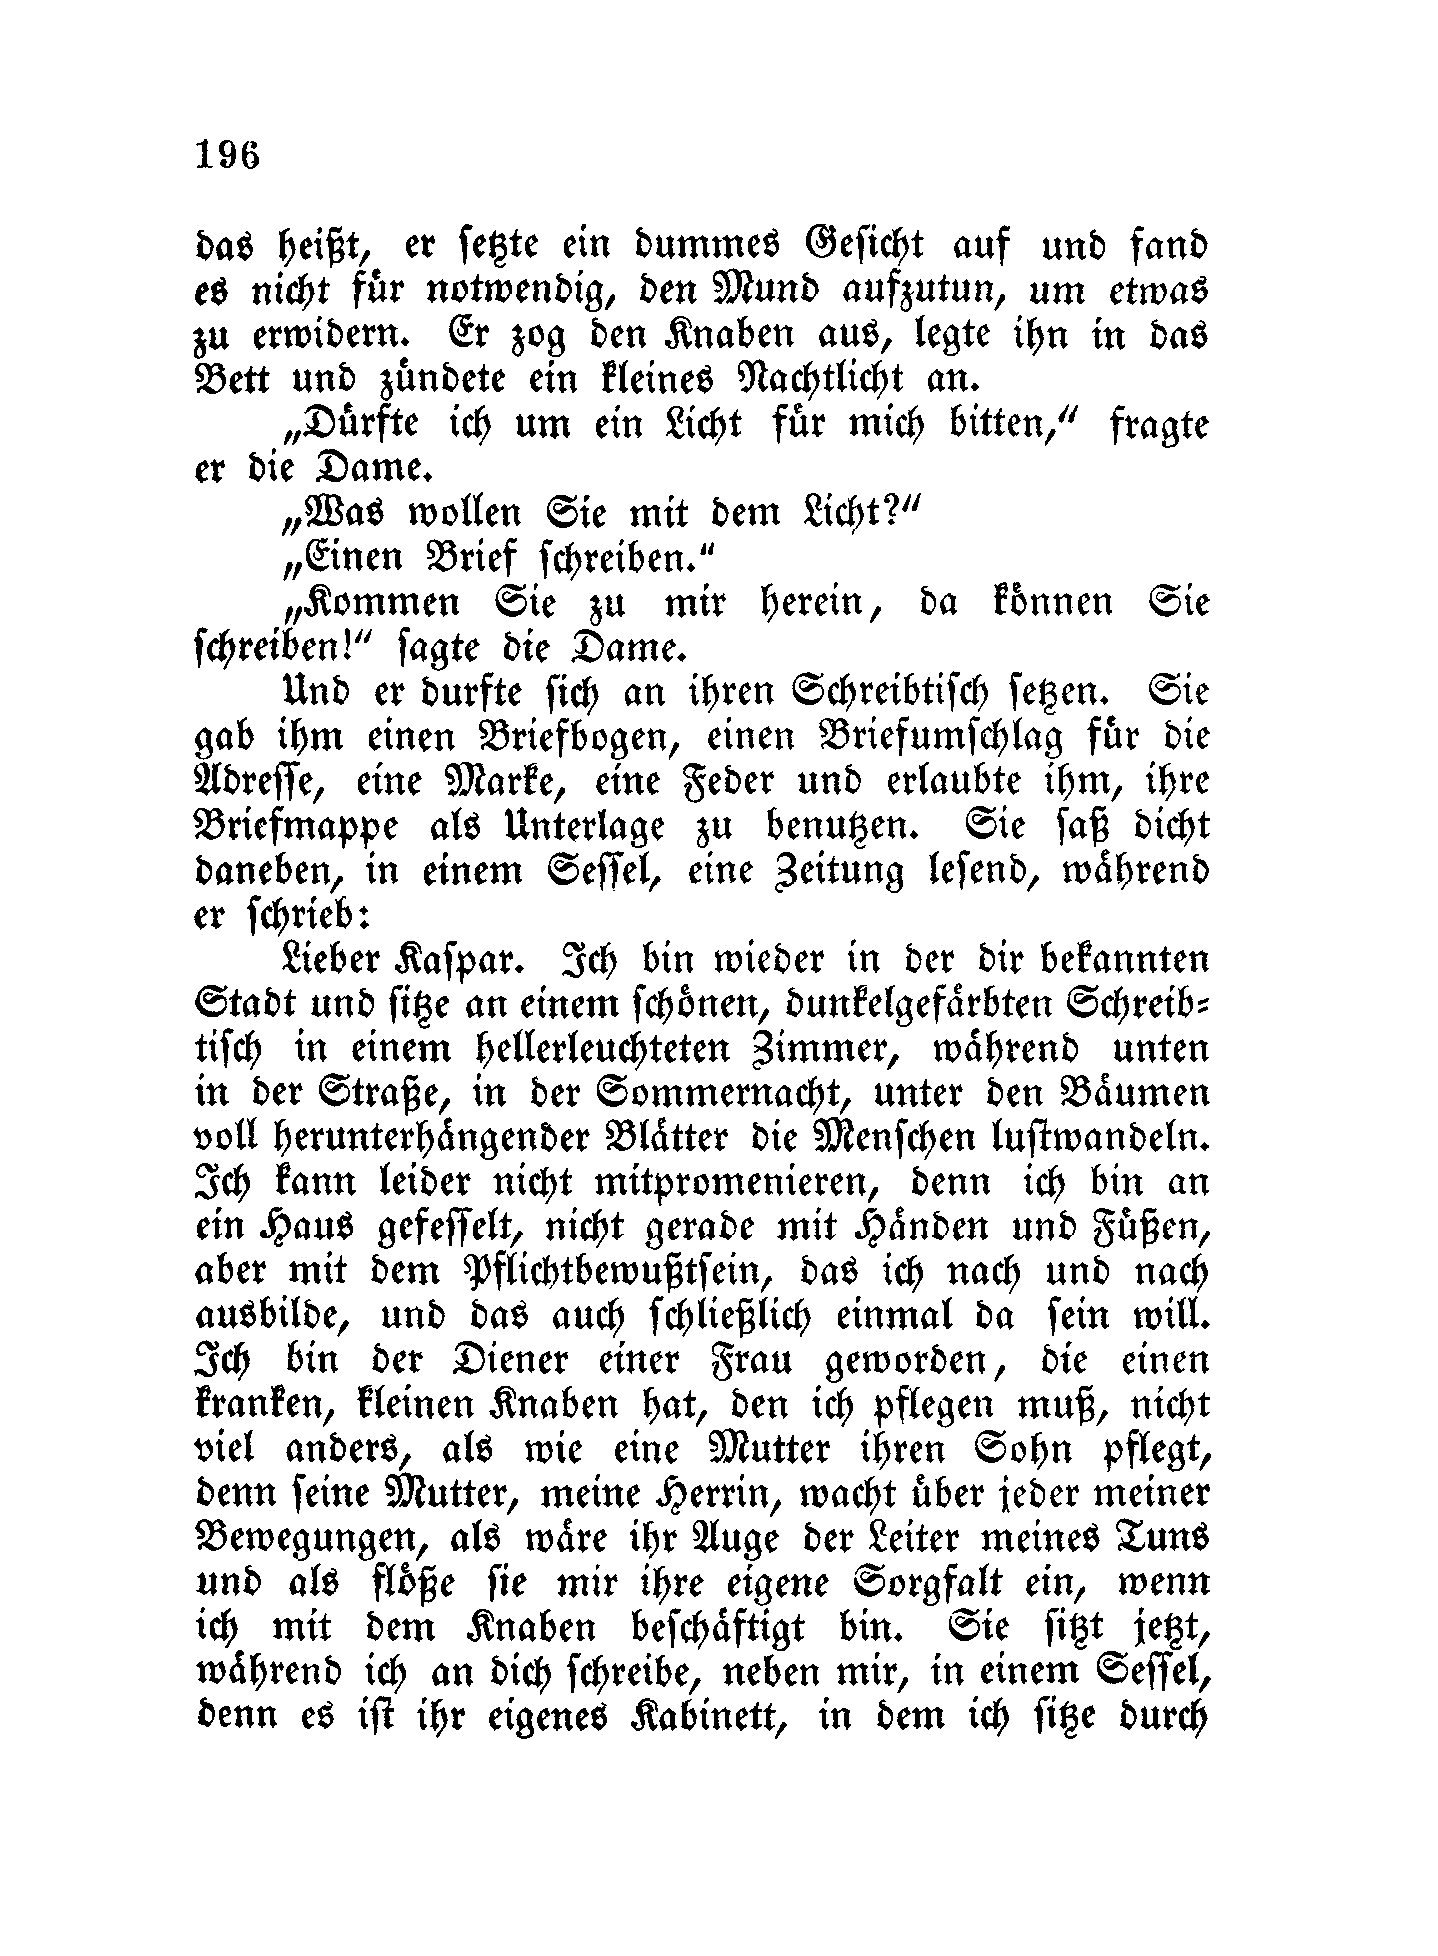 196
das heißt, er setzte ein dummes Gesicht auf und fand
es nicht für notwendig, den Mund aufzutun, um etwas
zu erwidern. Er zog den Knaben aus, legte ihn in das
Bett und zündete ein kleines Nachtlicht an.
„Dürfte ich um ein Licht für mich bitten,“ fragte
er die Dame.
„Was wollen Sie mit dem Licht?“
„Einen Brief schreiben.“
„Kommen Sie zu mir herein, da können Sie
schreiben!“ sagte die Dame.
Und er durfte sich an ihren Schreibtisch setzen. Sie
gab ihm einen Briefbogen, einen Briefumschlag für die
Adresse, eine Marke, eine Feder und erlaubte ihm, ihre
Briefmappe als Unterlage zu benutzen. Sie saß dicht
daneben, in einem Sessel, eine Zeitung lesend, während
er schrieb:
Lieber Kaspar. Ich bin wieder in der dir bekannten
Stadt und sitze an einem schönen, dunkelgefärbten Schreib-
tisch in einem hellerleuchteten Zimmer, während unten
in der Straße, in der Sommernacht, unter den Bäumen
voll herunterhängender Blätter die Menschen lustwandeln.
Ich kann leider nicht mitpromenieren, denn ich bin an
ein Haus gefesselt, nicht gerade mit Händen und Füßen,
aber mit dem Pflichtbewußtsein, das ich nach und nach
ausbilde, und das auch schließlich einmal da sein will.
Ich bin der Diener einer Frau geworden, die einen
kranken, kleinen Knaben hat, den ich pflegen muß, nicht
viel anders, als wie eine Mutter ihren Sohn pflegt,
denn seine Mutter, meine Herrin, wacht über jeder meiner
Bewegungen, als wäre ihr Auge der Leiter meines Tuns
und als flöße sie mir ihre eigene Sorgfalt ein, wenn
ich mit dem Knaben beschäftigt bin. Sie sitzt jetzt,
während ich an dich schreibe, neben mir, in einem Sessel,
denn es ist ihr eigenes Kabinett, in dem ich sitze durch